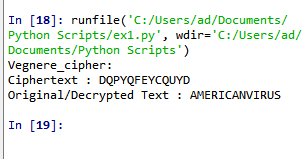 In [18]: runfile('C:/Users/ad/Documents/
Python Scripts/ex1.py', wdir='C:/Users/ad/
Documents/Python Scripts')
Vegnere_cipher:
Ciphertext : DQPYQFEYCQUYD
Original/Decrypted Text : AMERICANVIRUS
In [19]: